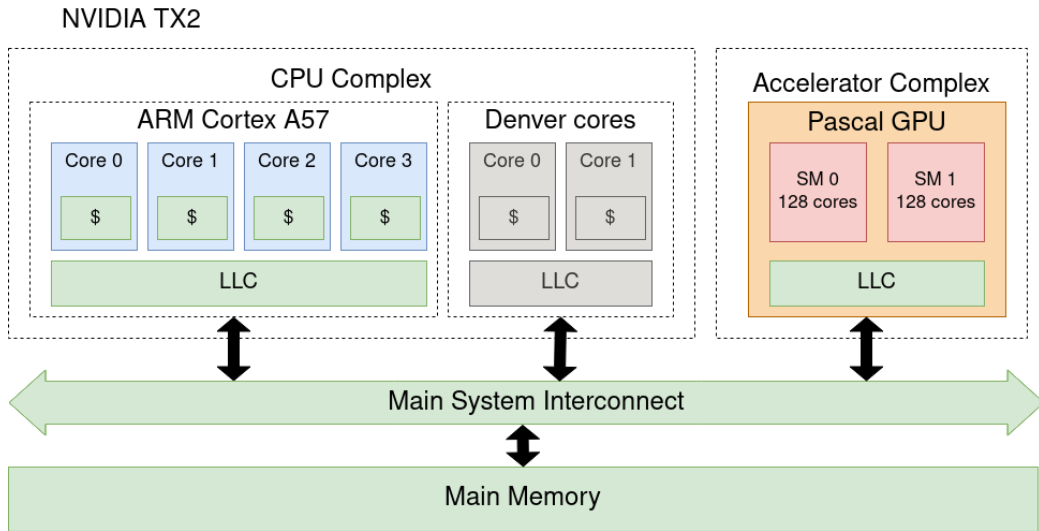 NVIDIA TX2
CPU Complex
ARM Cortex A57
Core 0
$
Core 1
$
Core 2
$
Core 3
$
LLC
Denver cores
Core 0
$
Core 1
$
LLC
Accelerator Complex
Pascal GPU
SM 0
128 cores
SM 1
128 cores
LLC
Main System Interconnect
Main Memory